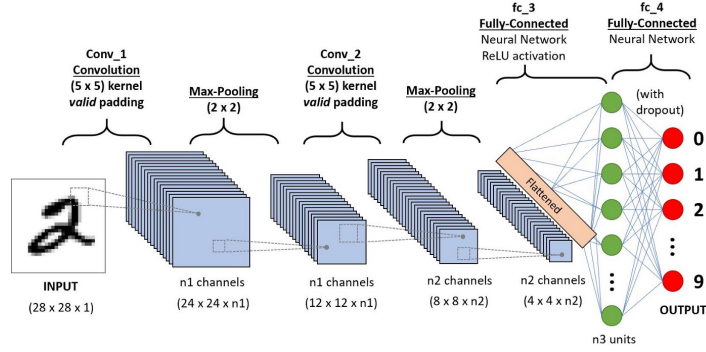 fc_3
Fully-Connected
Neural Network
ReLU activation
fc_4
Fully-Connected
Neural Network
Conv_1
Convolution
(5 x 5) kernel
valid padding
Max-Pooling
(2 x 2)
Conv_2
Convolution
(5 x 5) kernel
valid padding
Max-Pooling
(2 x 2)
(with
dropout)
Flattened
0
1
2
9
INPUT
(28 x 28 x 1)
n1 channels
(24 x 24 x n1)
n1 channels
(12 x 12 x n1)
n2 channels
(8 x 8 x n2)
n2 channels
(4 x 4 x n2)
OUTPUT
n3 units